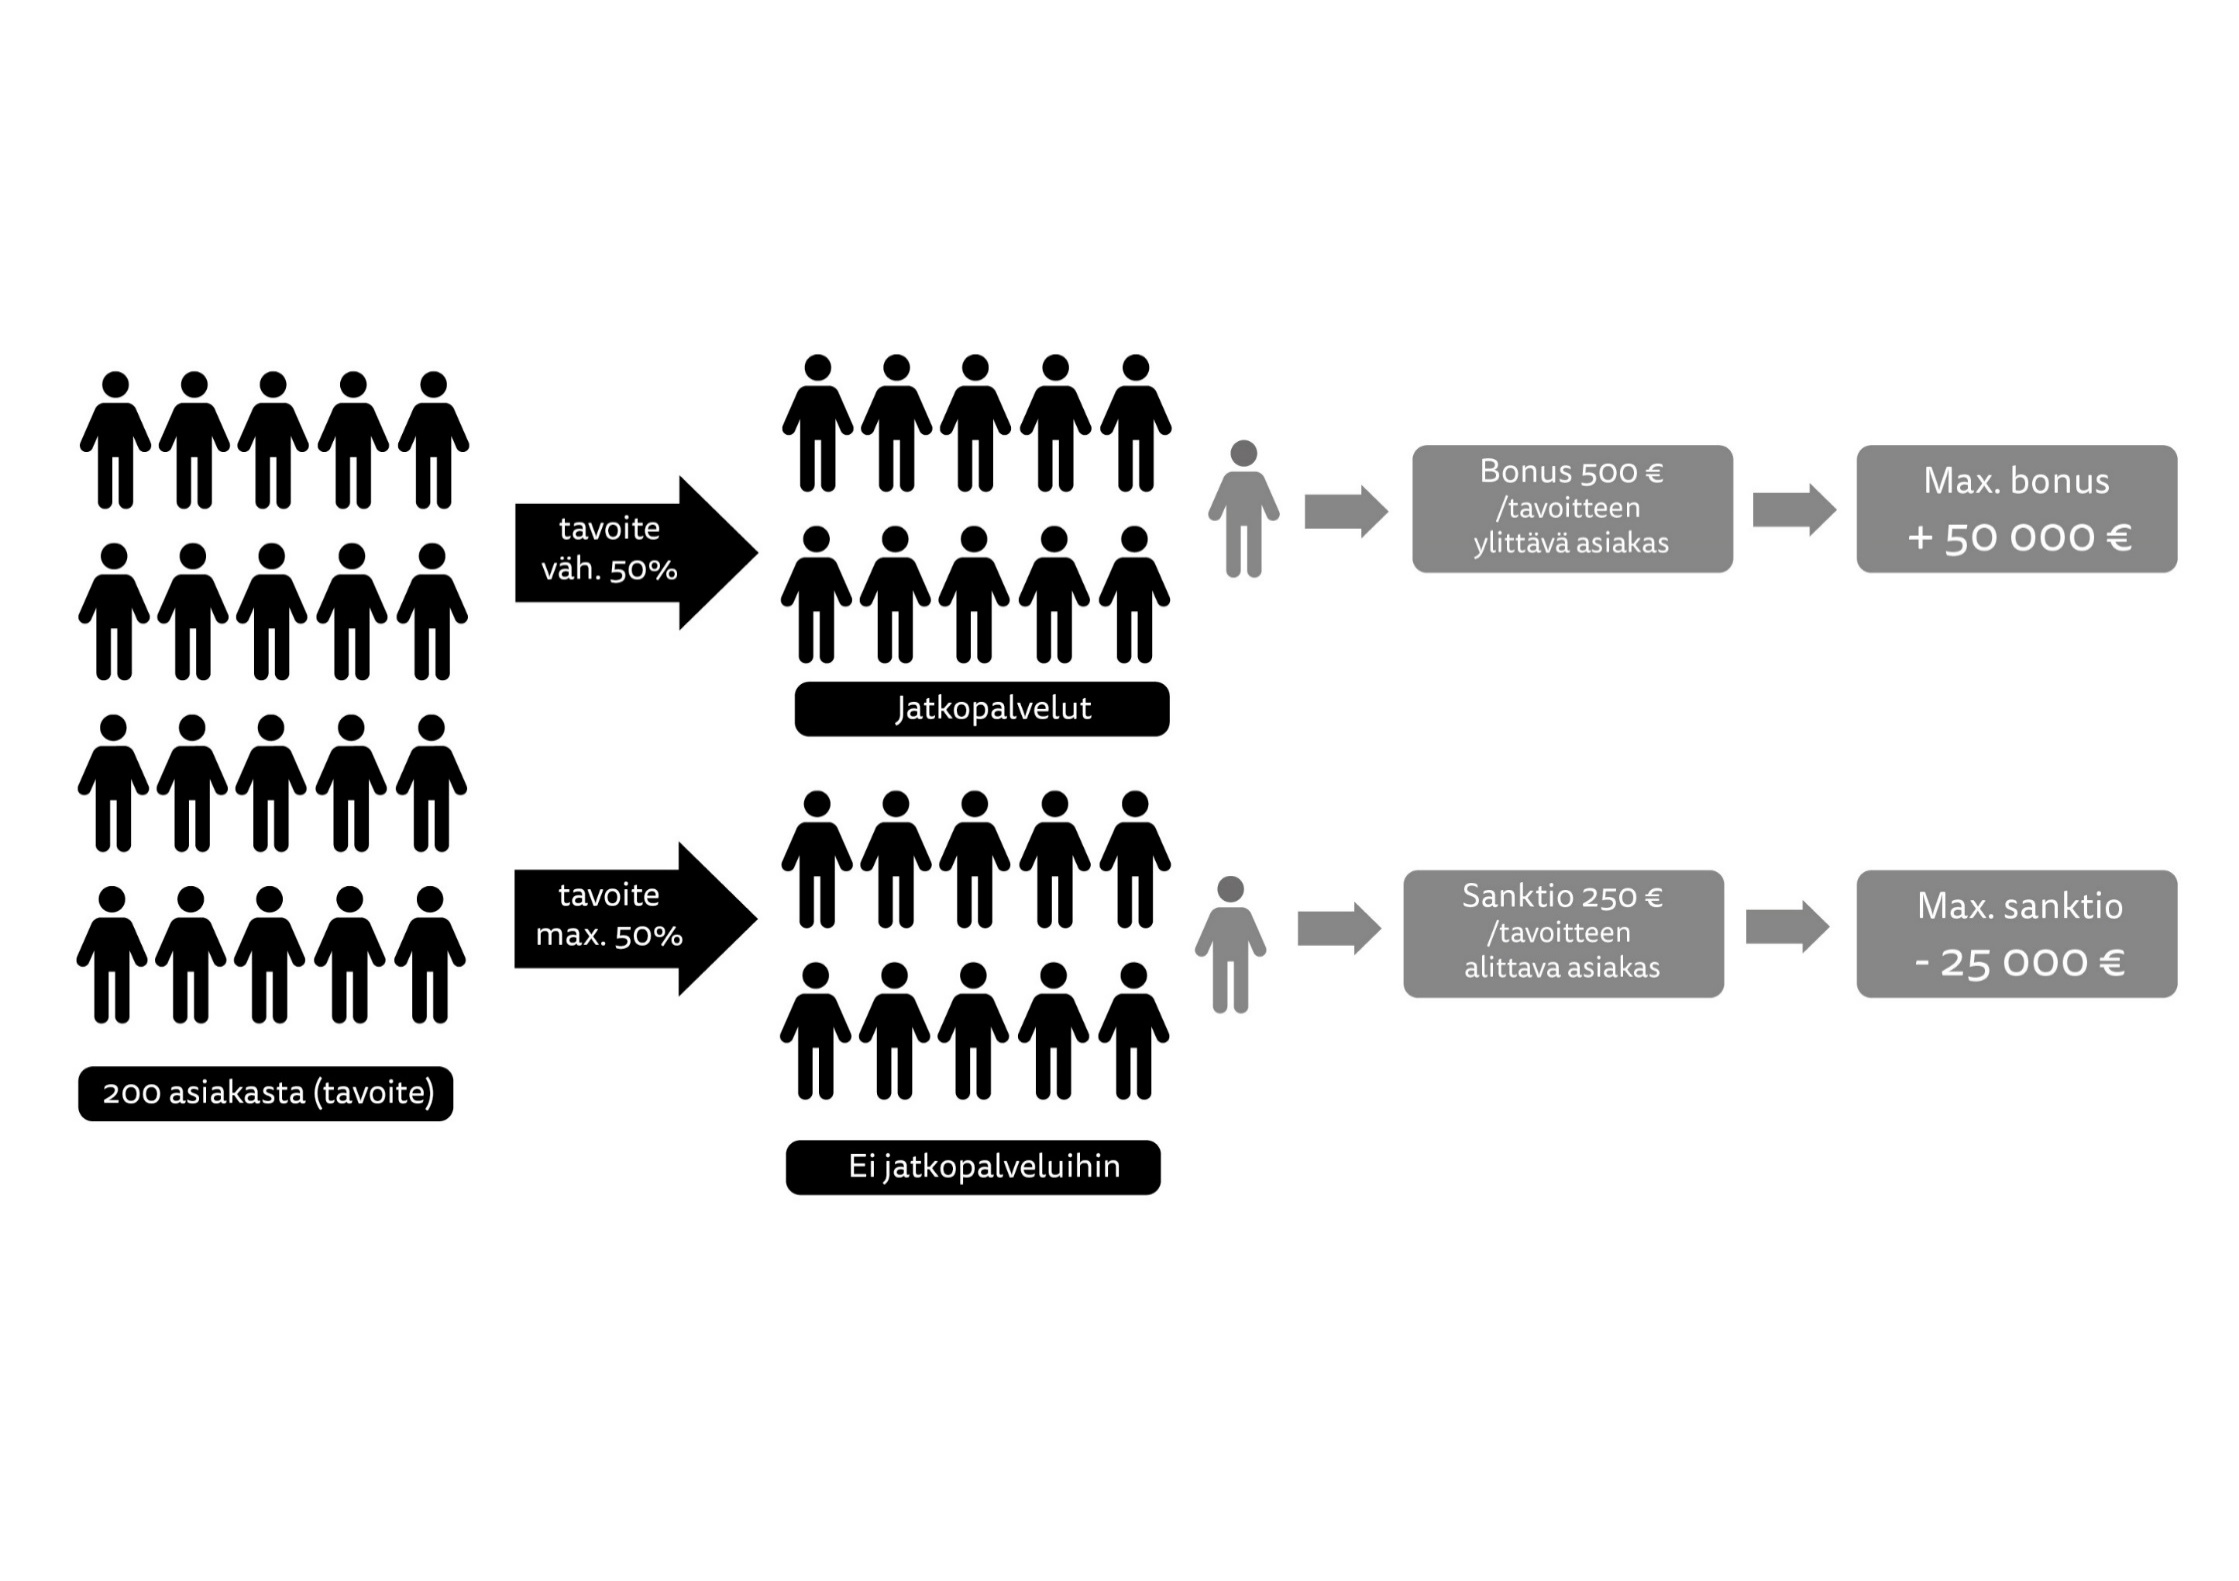 tavoite
väh. 50%
Bonus 500 €
/tavoitteen
ylittävä asiakas
Max. bonus
+ 50 000 €
Jatkopalvelut
tavoite
max. 50%
Sanktio 250 €
/tavoitteen
alittava asiakas
Max. sanktio
- 25 000 €
200 asiakasta (tavoite)
Ei jatkopalveluihin